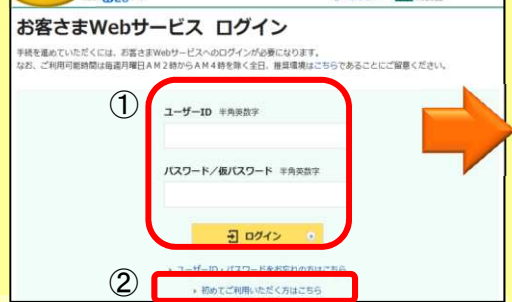 お客さまWebサービス ログイン
手続を進めていただくには、お客さまWebサービスへのログインが必要になります。
なお、ご利用可能時間は毎週月曜日AM2時からAM4時を除く全日、推奨環境はこちらであることにご留意ください。
①
ユーザーID 半角英数字
パスワード/仮パスワード 半角英数字
ログイン
ユーザーID・パスワードをお忘れの方はこちら
②
初めてご利用いただく方はこちら